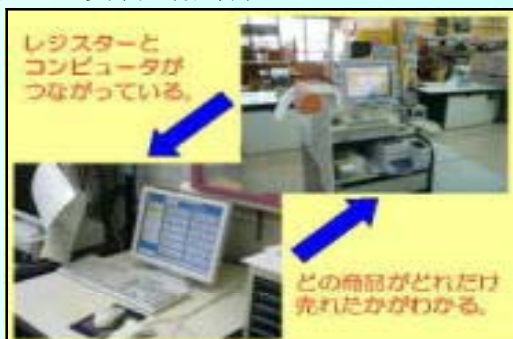 レジスターと
コンピュータが
つながっている。
どの商品がどれだけ
売れたかがわかる。